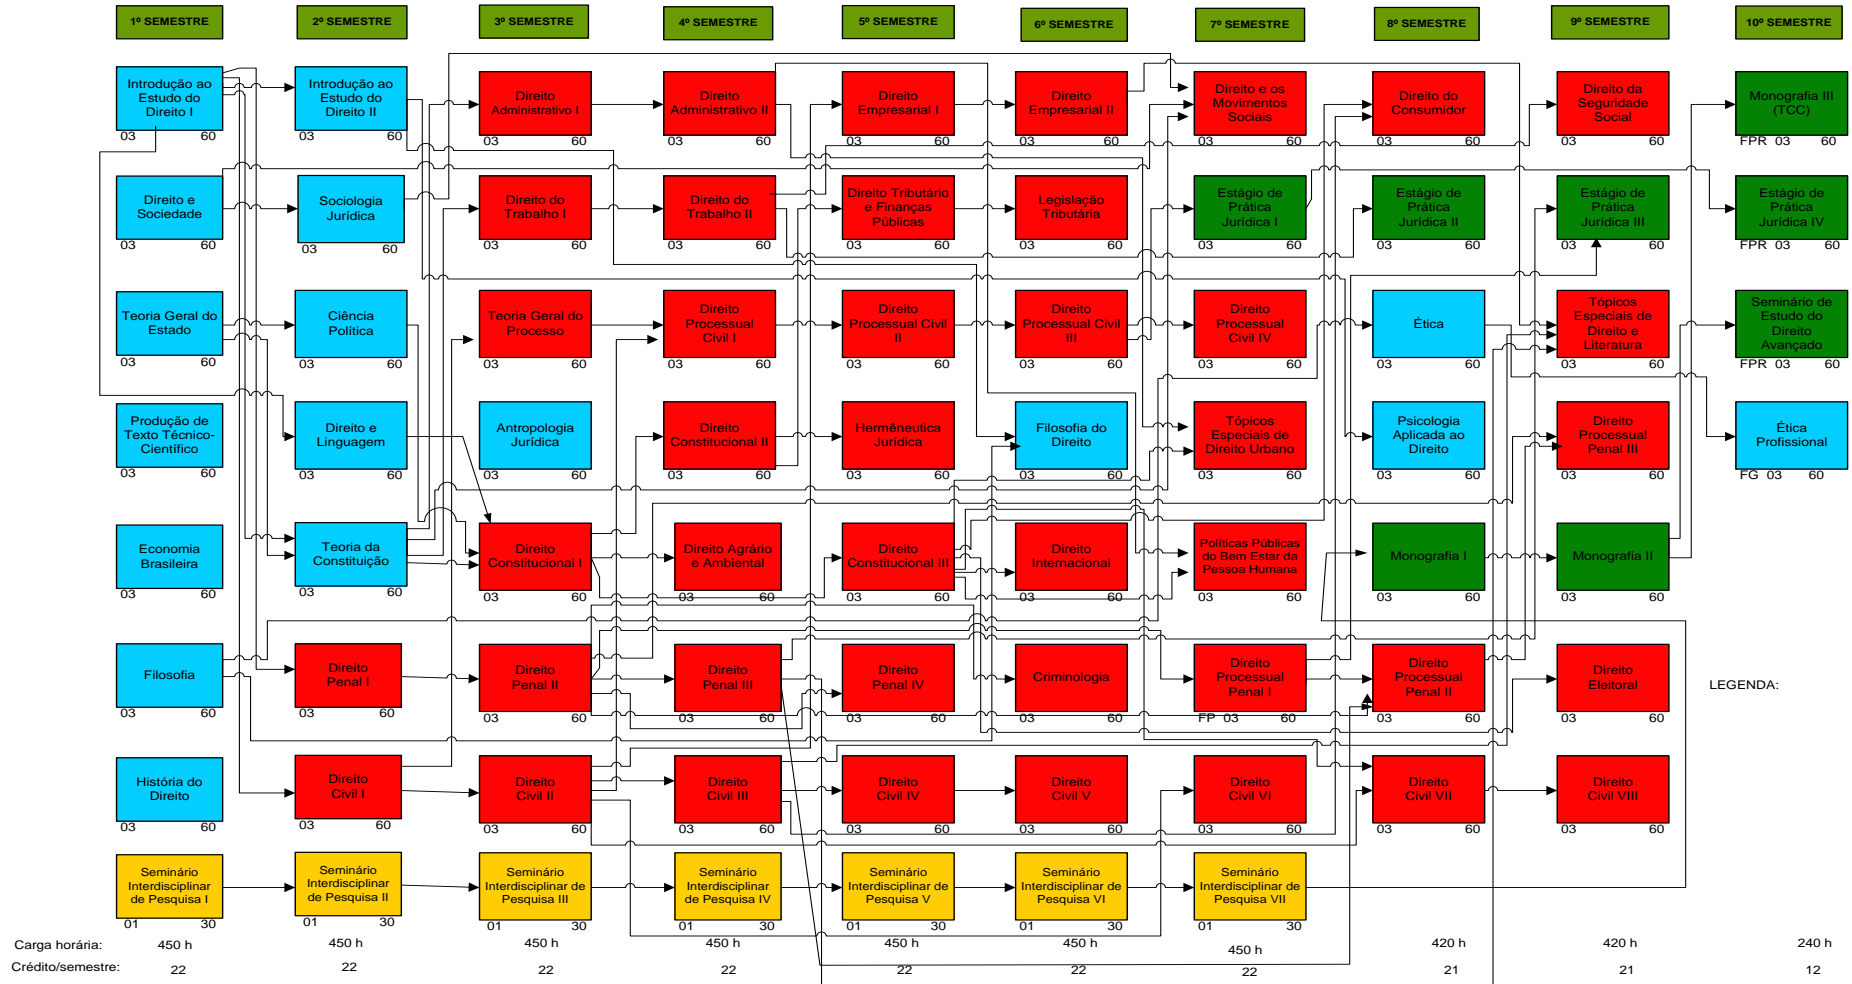 1º SEMESTRE
2º SEMESTRE
3º SEMESTRE
4º SEMESTRE
5º SEMESTRE
6º SEMESTRE
7º SEMESTRE
8º SEMESTRE
9º SEMESTRE
10º SEMESTRE
Introdução ao
Estudo do
Direito I
03 60
Introdução ao
Estudo do
Direito II
03 60
Direito
Administrativo I
03 60
Direito
Administrativo II
03 60
Direito
Empresarial I
03 60
Direito
Empresarial II
03 60
Direito e os
Movimentos
Sociais
03 60
Direito do
Consumidor
03 60
Direito da
Seguridade
Social
03 60
Monografia III
(TCC)
FPR 03 60
Direito e
Sociedade
03 60
Sociologia
Jurídica
03 60
Direito do
Trabalho I
03 60
Direito do
Trabalho II
03 60
Direito Tributário
e Finanças
Públicas
03 60
Legislação
Tributária
03 60
Estágio de
Prática
Jurídica I
03 60
Estágio de
Prática
Jurídica II
03 60
Estágio de
Prática
Jurídica III
03 60
Estágio de
Prática
Jurídica IV
FPR 03 60
Teoria Geral do
Estado
03 60
Ciência
Política
03 60
Teoria Geral do
Processo
03 60
Direito
Processual
Civil I
03 60
Direito
Processual Civil
II
03 60
Direito
Processual Civil
III
03 60
Direito
Processual
Civil IV
03 60
Ética
03 60
Tópicos
Especiais de
Direito e
Literatura
03 60
Seminário de
Estudo do
Direito
Avançado
FPR 03 60
Produção de
Texto Técnico-
Científico
03 60
Direito e
Linguagem
03 60
Antropologia
Jurídica
03 60
Direito
Constitucional II
03 60
Hermêneutica
Jurídica
03 60
Filosofia do
Direito
03 60
Tópicos
Especiais de
Direito Urbano
03 60
Psicologia
Aplicada ao
Direito
03 60
Direito
Processual
Penal III
03 60
Ética
Profissional
FG 03 60
Economia
Brasileira
03 60
Teoria da
Constituição
03 60
Direito
Constitucional I
03 60
Direito Agrário
e Ambiental
03 60
Direito
Constitucional III
03 60
Direito
Internacional
03 60
Políticas Públicas
do Bem Estar da
Pessoa Humana
03 60
Monografia I
03 60
Monografia II
03 60
Filosofia
03 60
Direito
Penal I
03 60
Direito
Penal II
03 60
Direito
Penal III
03 60
Direito
Penal IV
03 60
Criminologia
03 60
Direito
Processual
Penal I
FP 03 60
Direito
Processual
Penal II
03 60
Direito
Eleitoral
03 60
LEGENDA:
História do
Direito
03 60
Direito
Civil I
03 60
Direito
Civil II
03 60
Direito
Civil III
03 60
Direito
Civil IV
03 60
Direito
Civil V
03 60
Direito
Civil VI
03 60
Direito
Civil VII
03 60
Direito
Civil VIII
03 60
Seminário
Interdisciplinar
de Pesquisa I
01 30
Seminário
Interdisciplinar
de Pesquisa II
01 30
Seminário
Interdisciplinar de
Pesquisa III
01 30
Seminário
Interdisciplinar
de Pesquisa IV
01 30
Seminário
Interdisciplinar de
Pesquisa V
01 30
Seminário
Interdisciplinar de
Pesquisa VI
01 30
Seminário
Interdisciplinar de
Pesquisa VII
01 30
Carga horária: 450 h 450 h 450 h 450 h 450 h 450 h 450 h 420 h 420 h 240 h
Crédito/semestre: 22 22 22 22 22 22 22 21 21 12